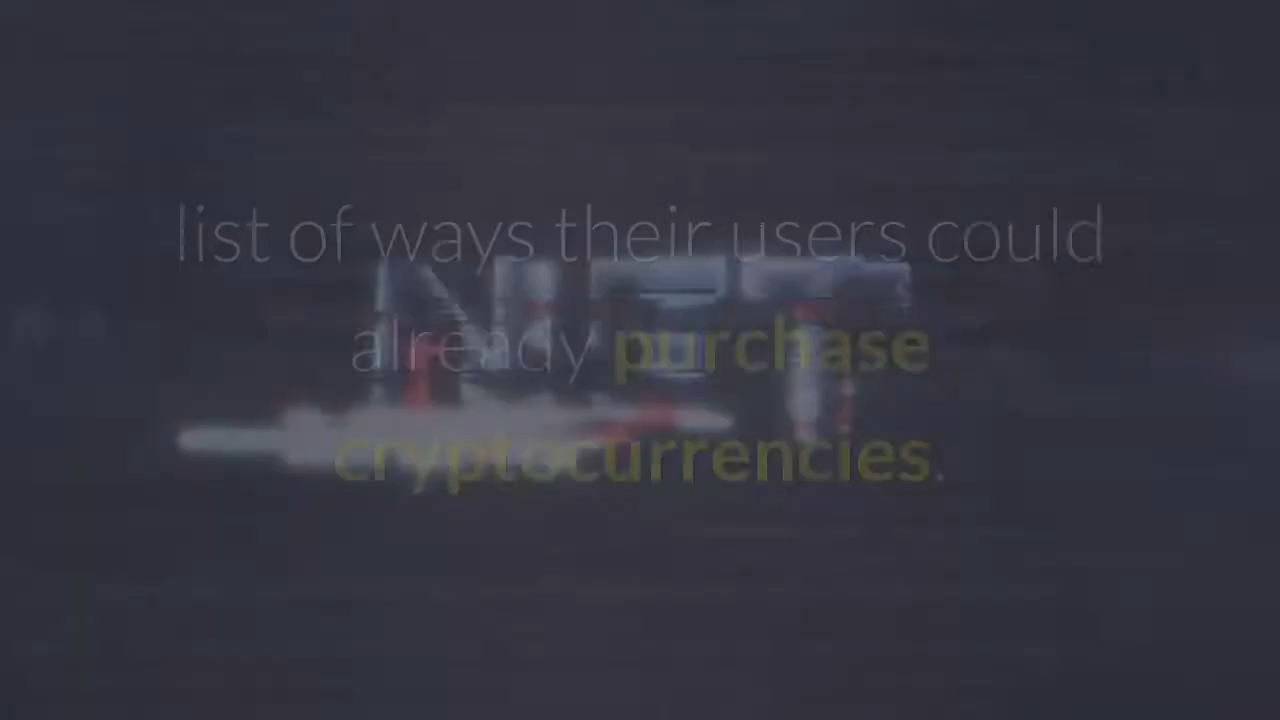 list of ways their users could
already purchase
cryptocurrencies.